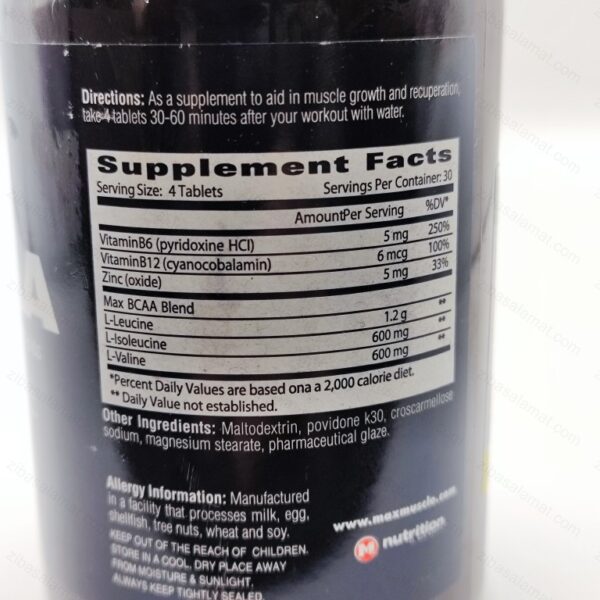 Directions: As a supplement to aid in muscle growth and recuperation,
take 4 tablets 30-60 minutes after your workout with water.
Supplement Facts
Serving Size: 4 Tablets Servings Per Container: 30
AmountPer Serving %DV*
VitaminB6 (pyridoxine HCl) 5 mg 250%
VitaminB12 (cyanocobalamin) 6 mcg 100%
Zinc (oxide) 5 mg 33%
Max BCAA Blend **
L-Leucine 1.2 g **
L-Isoleucine 600 mg **
L-Valine 600 mg
*Percent Daily Values are based ona a 2,000 calorie diet.
** Daily Value not established.
Other Ingredients: Maltodextrin, povidone k30, croscarmellose
sodium, magnesium stearate, pharmaceutical glaze.
Allergy Information: Manufactured
in a facility that processes milk, egg,
shellfish, tree nuts, wheat and soy.
KEEP OUT OF THE REACH OF CHILDREN.
STORE IN A COOL, DRY PLACE AWAY
FROM MOISTURE & SUNLIGHT.
ALWAYS KEEP TIGHTLY SEALED.
www.maxmuscle.com
M nutrition
A
zibasalamat.com